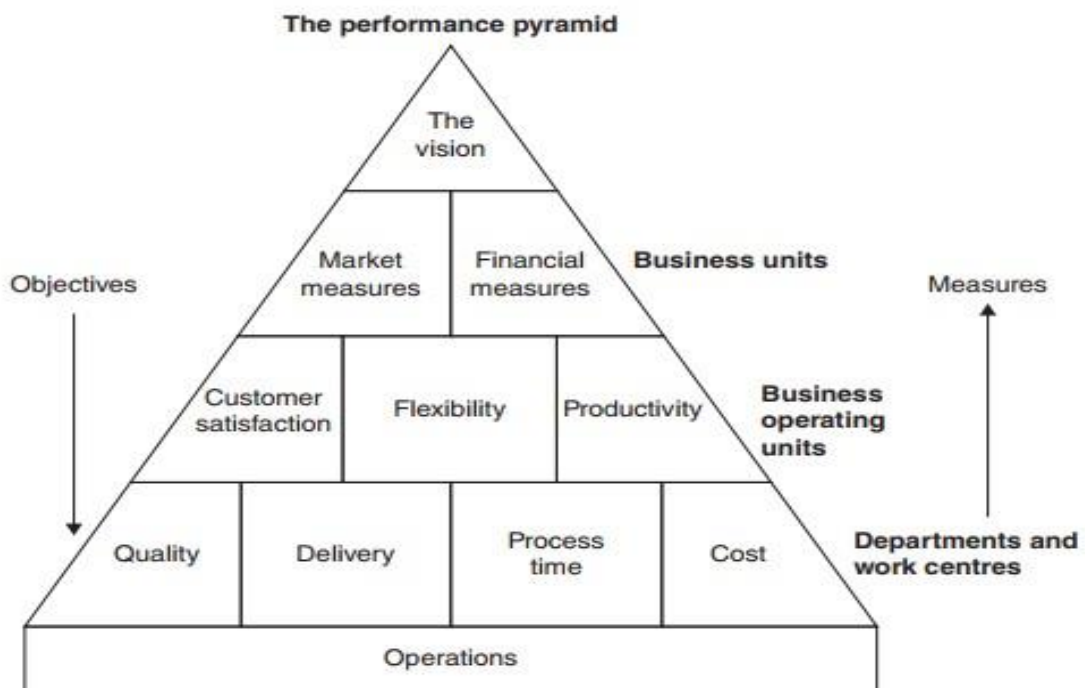 The performance pyramid
The
vision
Market
measures
Financial
measures
Business units
Objectives
Measures
Customer
satisfaction
Flexibility
Productivity
Business
operating
units
Quality
Delivery
Process
time
Cost
Departments and
work centres
Operations